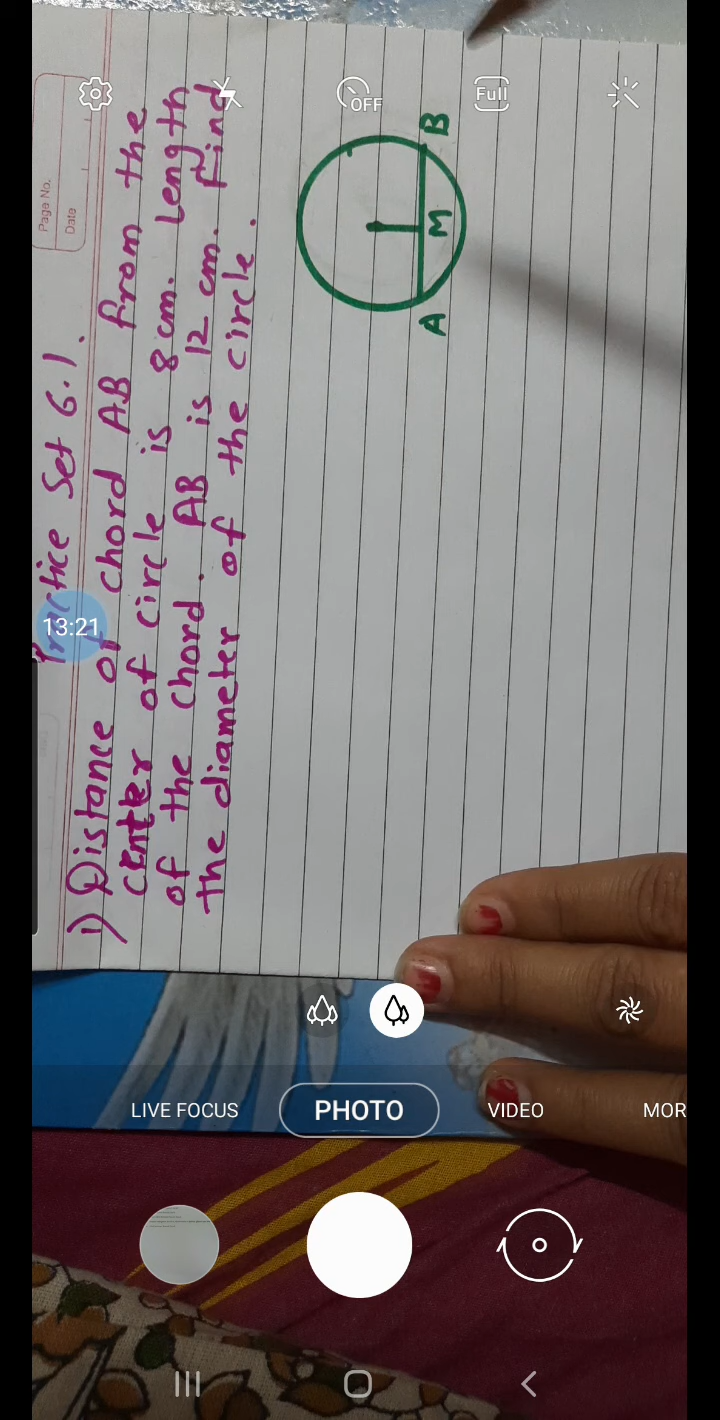 Page No.
Date
Practice Set 6.1.
1) Distance of chord AB from the
center of circle is 8 cm. Length
of the chord. AB is 12 cm. Find
the diameter of the circle.
A M B
OFF
Full
13:21
LIVE FOCUS
PHOTO
VIDEO
MOR